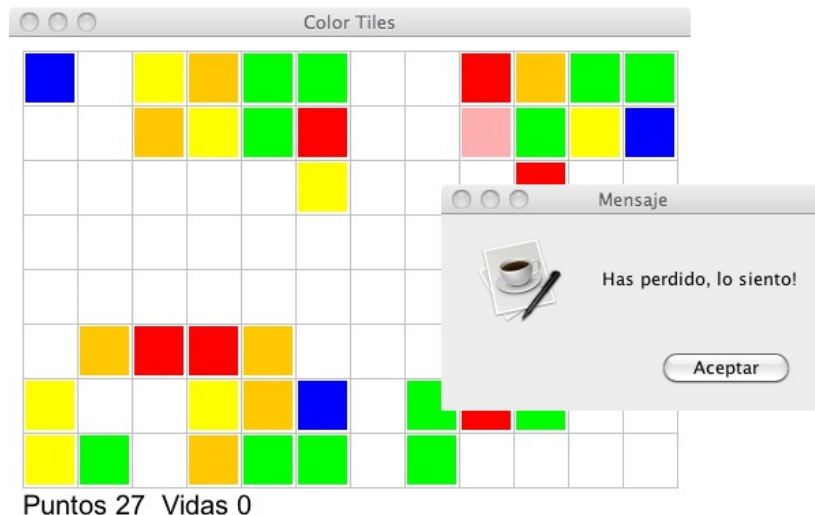 Color Tiles
Mensaje
Has perdido, lo siento!
Aceptar
Puntos 27 Vidas 0